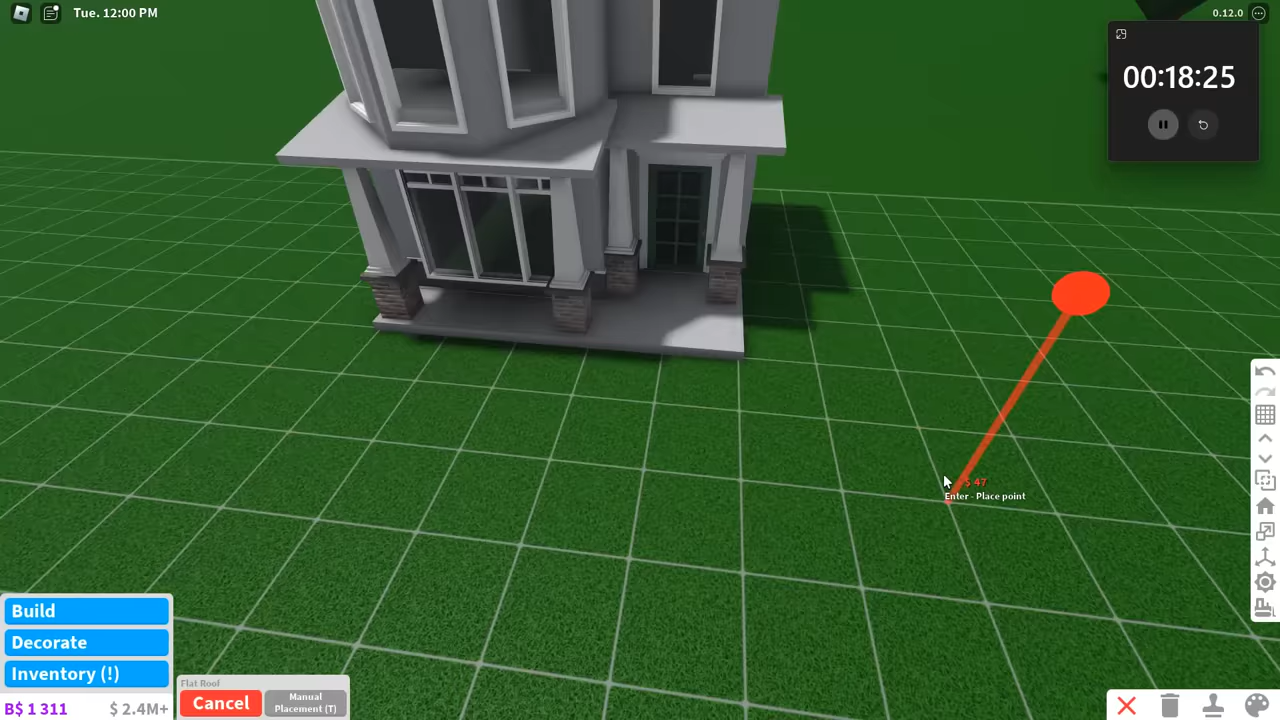 Tue. 12:00 PM
0.12.0
00:18:25
$ 47
Enter - Place point
Build
Decorate
Inventory (!)
B$ 1 311
$ 2.4M+
Flat Roof
Cancel
Manual
Placement (T)